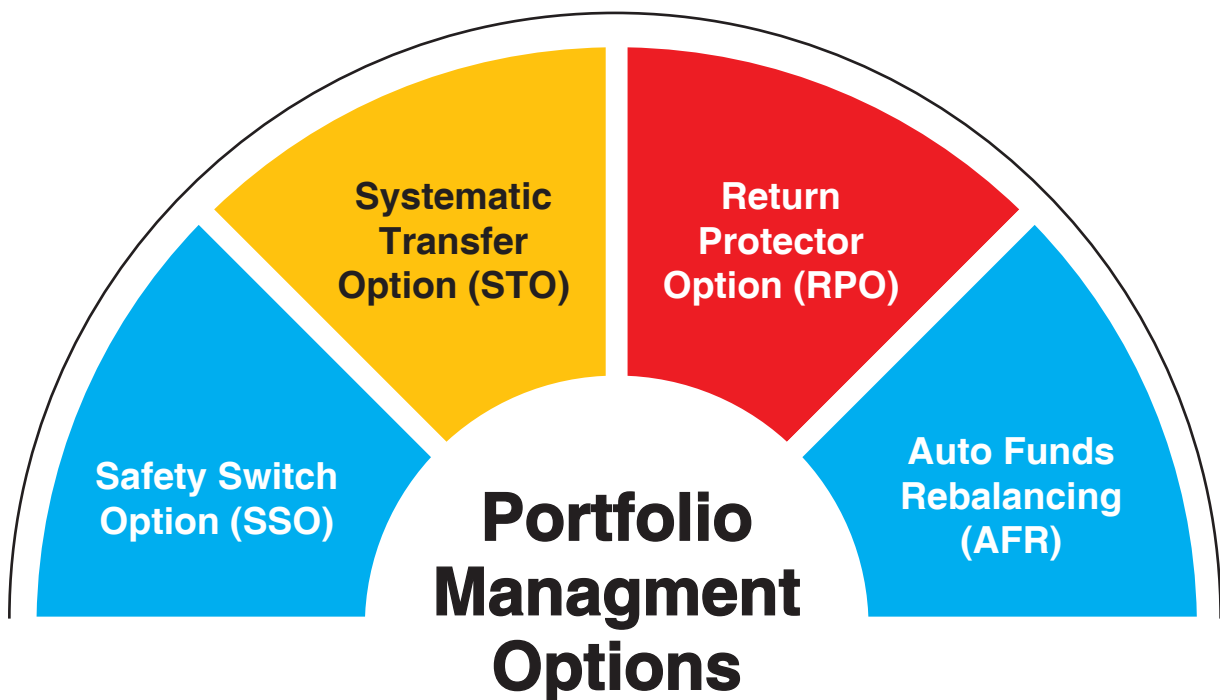 Systematic
Transfer
Option (STO)
Return
Protector
Option (RPO)
Safety Switch
Option (SSO)
Auto Funds
Rebalancing
(AFR)
Portfolio
Managment
Options